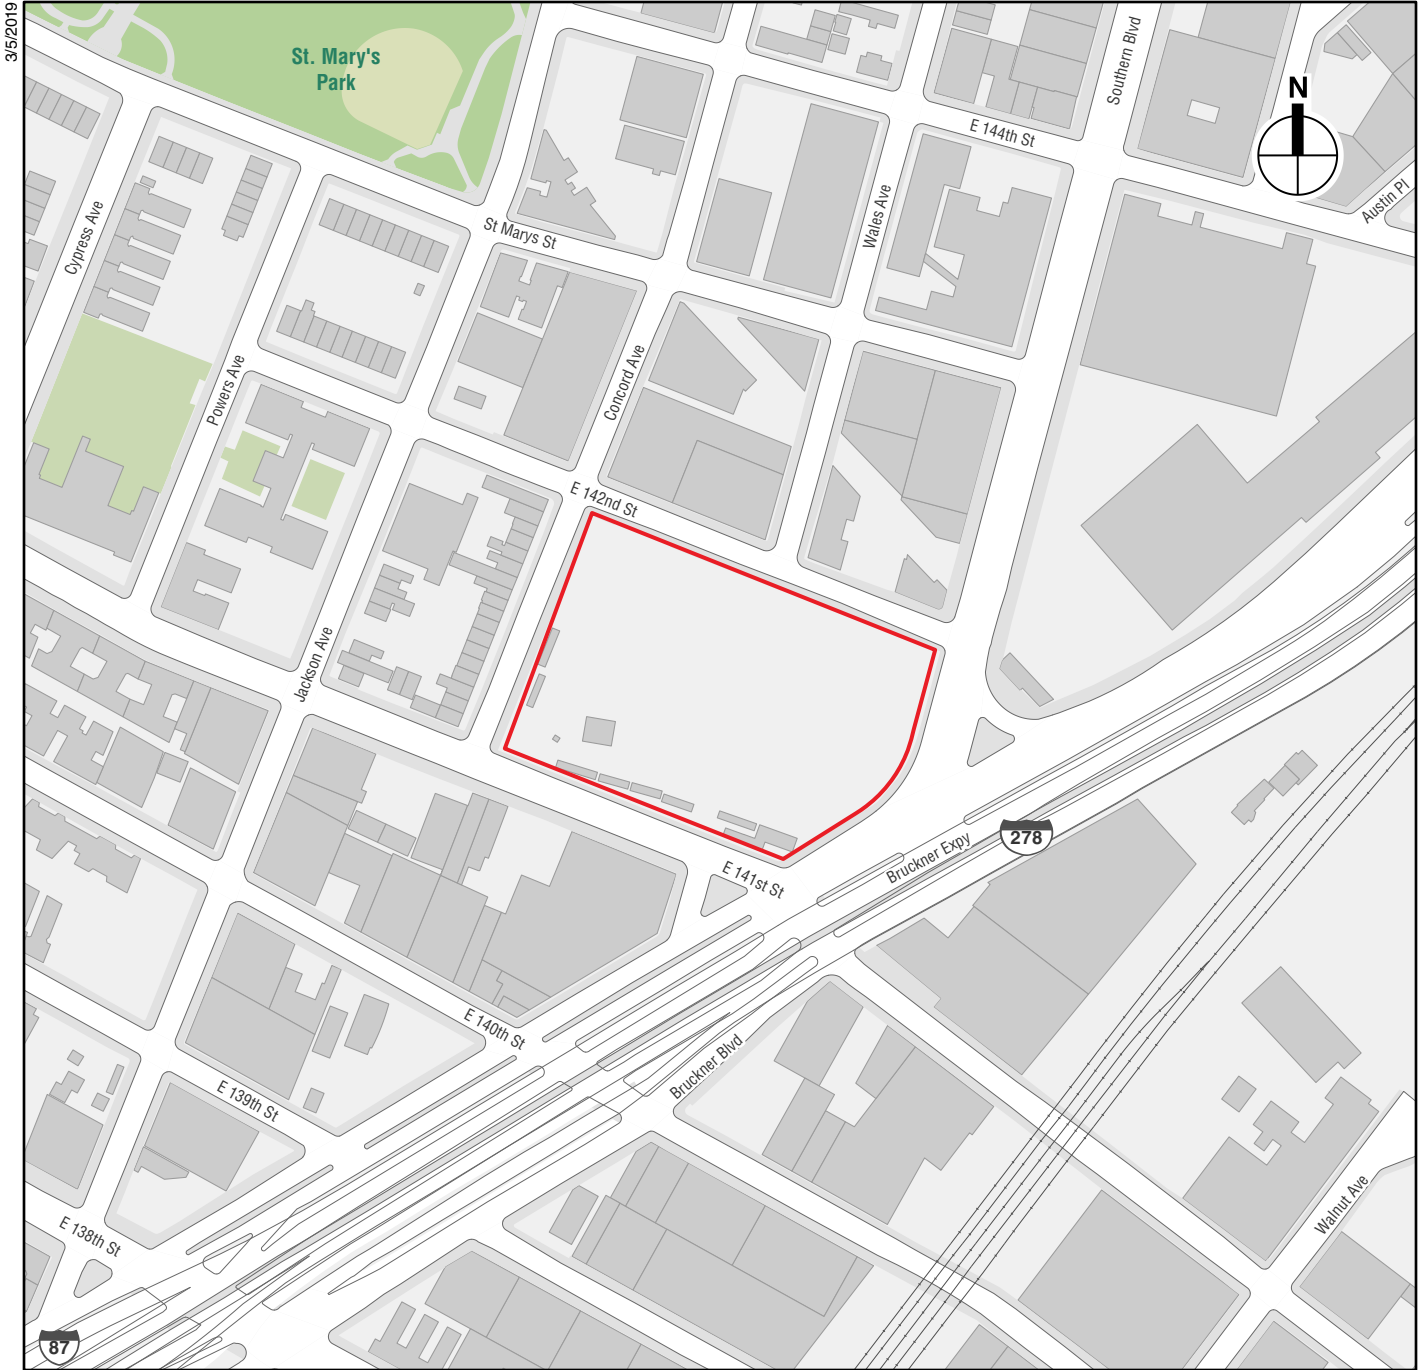 3/5/2019
St. Mary's
Park
Southern Blvd
N
E 144th St
Austin Pl
Wales Ave
Cypress Ave
St Marys St
Powers Ave
Concord Ave
E 142nd St
Jackson Ave
278
Bruckner Expy
E 141st St
E 140th St
Bruckner Blvd
E 139th St
Walnut Ave
E 138th St
87